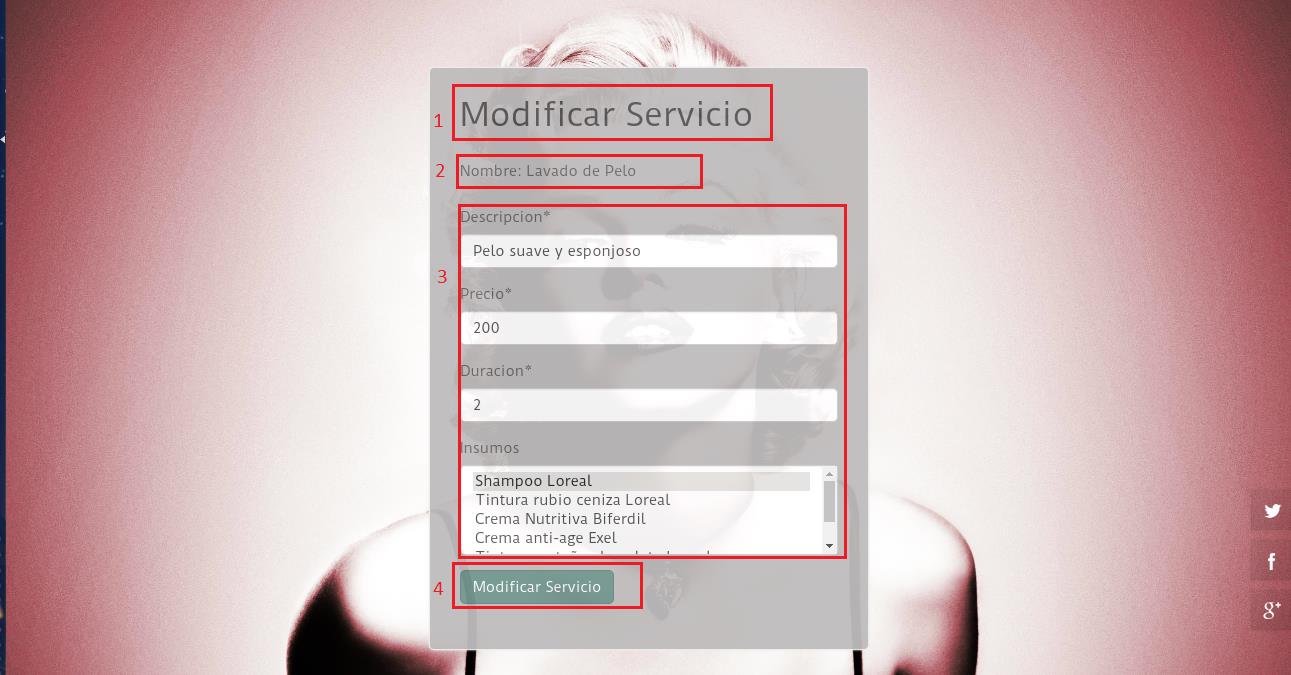 1 Modificar Servicio
2 Nombre: Lavado de Pelo
Descripcion*
Pelo suave y esponjoso
3
Precio*
200
Duracion*
2
Insumos
Shampoo Loreal
Tintura rubio ceniza Loreal
Crema Nutritiva Biferdil
Crema anti-age Exel
4 Modificar Servicio
f
g+